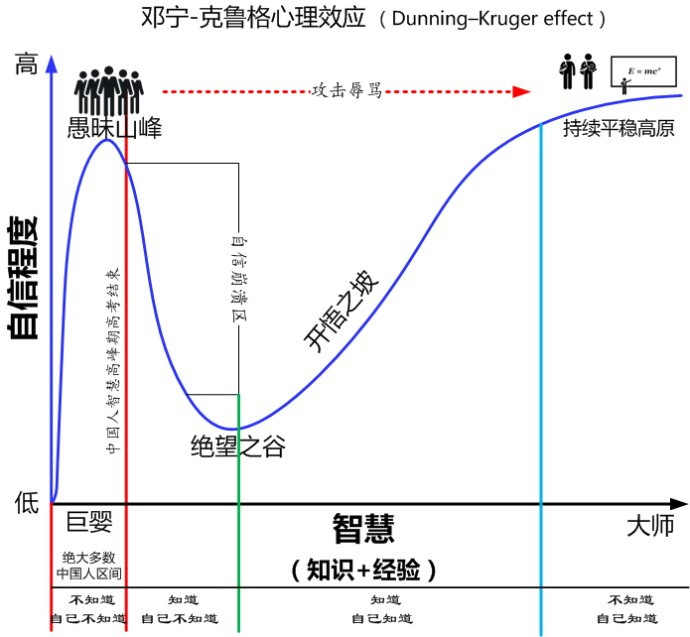 邓宁-克鲁格心理效应（Dunning–Kruger effect）
高
攻击辱骂
E = mc²
愚昧山峰
持续平稳高原
自信程度
自信崩溃区
中国人智慧高峰期高考结束
开悟之坡
绝望之谷
低
巨婴
智慧
大师
（知识+经验）
绝大多数
中国人区间
不知道 知道 知道 不知道
自己不知道 自己不知道 自己知道 自己知道